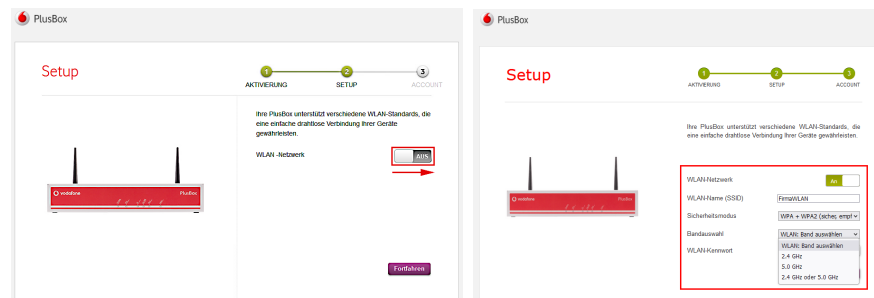 PlusBox
Setup
1
2
3
AKTIVIERUNG
SETUP
ACCOUNT
Ihre PlusBox unterstützt verschiedene WLAN-Standards, die
eine einfache drahtlose Verbindung Ihrer Geräte
gewährleisten.
WLAN -Netzwerk
AUS
vodafone
PlusBox
Fortfahren
PlusBox
Setup
1
2
3
AKTIVIERUNG
SETUP
ACCOUNT
Ihre PlusBox unterstützt verschiedene WLAN-Standards, die
eine einfache drahtlose Verbindung Ihrer Geräte gewährleisten.
WLAN-Netzwerk
An
WLAN-Name (SSID)
FirmaWLAN
Sicherheitsmodus
WPA + WPA2 (sicher, empf
Bandauswahl
WLAN: Band auswählen
WLAN: Band auswählen
WLAN-Kennwort
2.4 GHz
5.0 GHz
2.4 GHz oder 5.0 GHz
vodafone
PlusBox